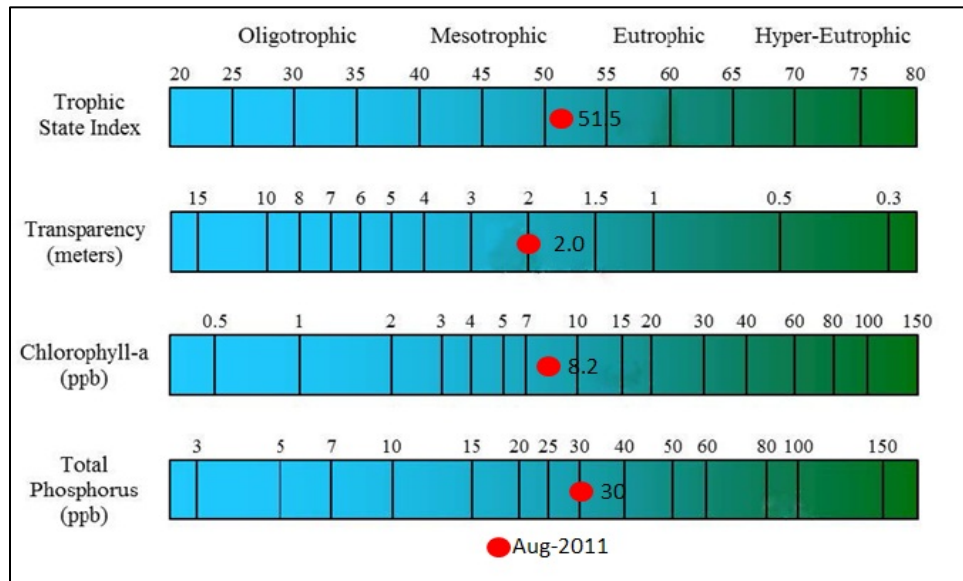 Oligotrophic Mesotrophic Eutrophic Hyper-Eutrophic
20 25 30 35 40 45 50 55 60 65 70 75 80
Trophic
State Index
51.5
15 10 8 7 6 5 4 3 2 1.5 1 0.5 0.3
Transparency
(meters)
2.0
0.5 1 2 3 4 5 7 10 15 20 30 40 60 80 100 150
Chlorophyll-a
(ppb)
8.2
3 5 7 10 15 20 25 30 40 50 60 80 100 150
Total
Phosphorus
(ppb)
30
Aug-2011